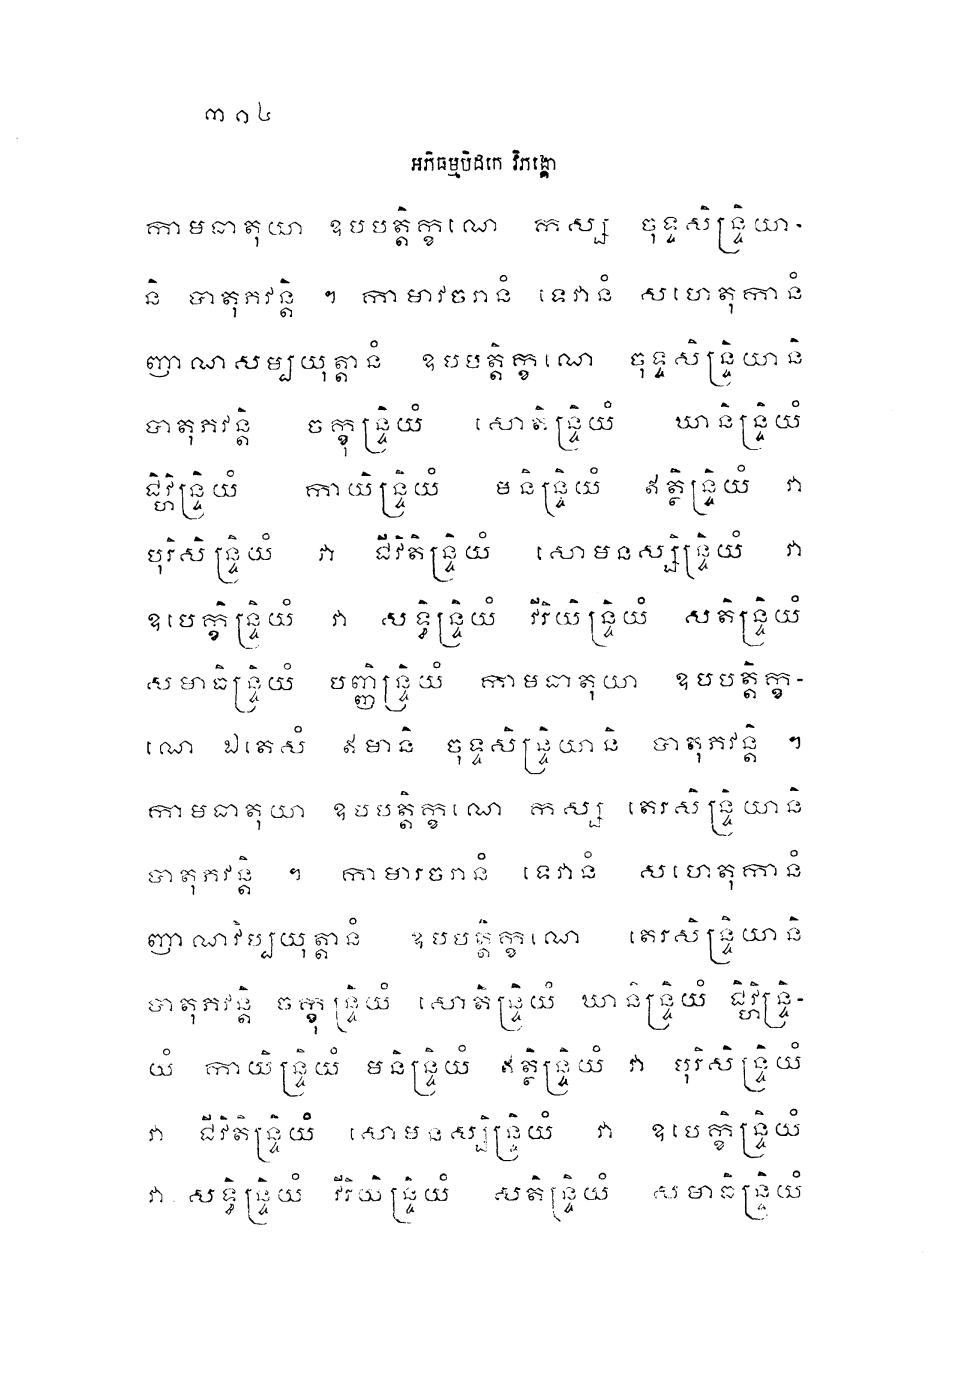 ៣១៤
អភិធម្មបិដកេ វិភង្គោ
កាមធាតុយា ឧបបត្តិក្ខណេ កស្ស ចុទ្ទសិន្ទ្រិយា-
និ បាតុភវន្តិ ។ កាមាវចរានំ ទេវានំ សហេតុកានំ
ញាណសម្បយុត្តានំ ឧបបត្តិក្ខណេ ចុទ្ទសិន្ទ្រិយានិ
បាតុភវន្តិ ចក្ខុន្ទ្រិយំ សោតិន្ទ្រិយំ ឃានិន្ទ្រិយំ
ជិវ្ហិន្ទ្រិយំ កាយិន្ទ្រិយំ មនិន្ទ្រិយំ ឥត្ថិន្ទ្រិយំ វា
បុរិសិន្ទ្រិយំ វា ជីវិតិន្ទ្រិយំ សោមនស្សិន្ទ្រិយំ វា
ឧបេក្ខិន្ទ្រិយំ វា សទ្ធិន្ទ្រិយំ វីរិយិន្ទ្រិយំ សតិន្ទ្រិយំ
សមាធិន្ទ្រិយំ បញ្ញិន្ទ្រិយំ កាមធាតុយា ឧបបត្តិក្ខ-
ណេ ឯតេសំ ឥមានិ ចុទ្ទសិន្ទ្រិយានិ បាតុភវន្តិ ។
កាមធាតុយា ឧបបត្តិក្ខណេ កស្ស តេរសិន្ទ្រិយានិ
បាតុភវន្តិ ។ កាមាវចរានំ ទេវានំ សហេតុកានំ
ញាណវិប្បយុត្តានំ ឧបបត្តិក្ខណេ តេរសិន្ទ្រិយានិ
បាតុភវន្តិ ចក្ខុន្ទ្រិយំ សោតិន្ទ្រិយំ ឃានិន្ទ្រិយំ ជិវ្ហិន្ទ្រិ-
យំ កាយិន្ទ្រិយំ មនិន្ទ្រិយំ ឥត្ថិន្ទ្រិយំ វា បុរិសិន្ទ្រិយំ
វា ជីវិតិន្ទ្រិយំ សោមនស្សិន្ទ្រិយំ វា ឧបេក្ខិន្ទ្រិយំ
វា សទ្ធិន្ទ្រិយំ វីរិយិន្ទ្រិយំ សតិន្ទ្រិយំ សមាធិន្ទ្រិយំ